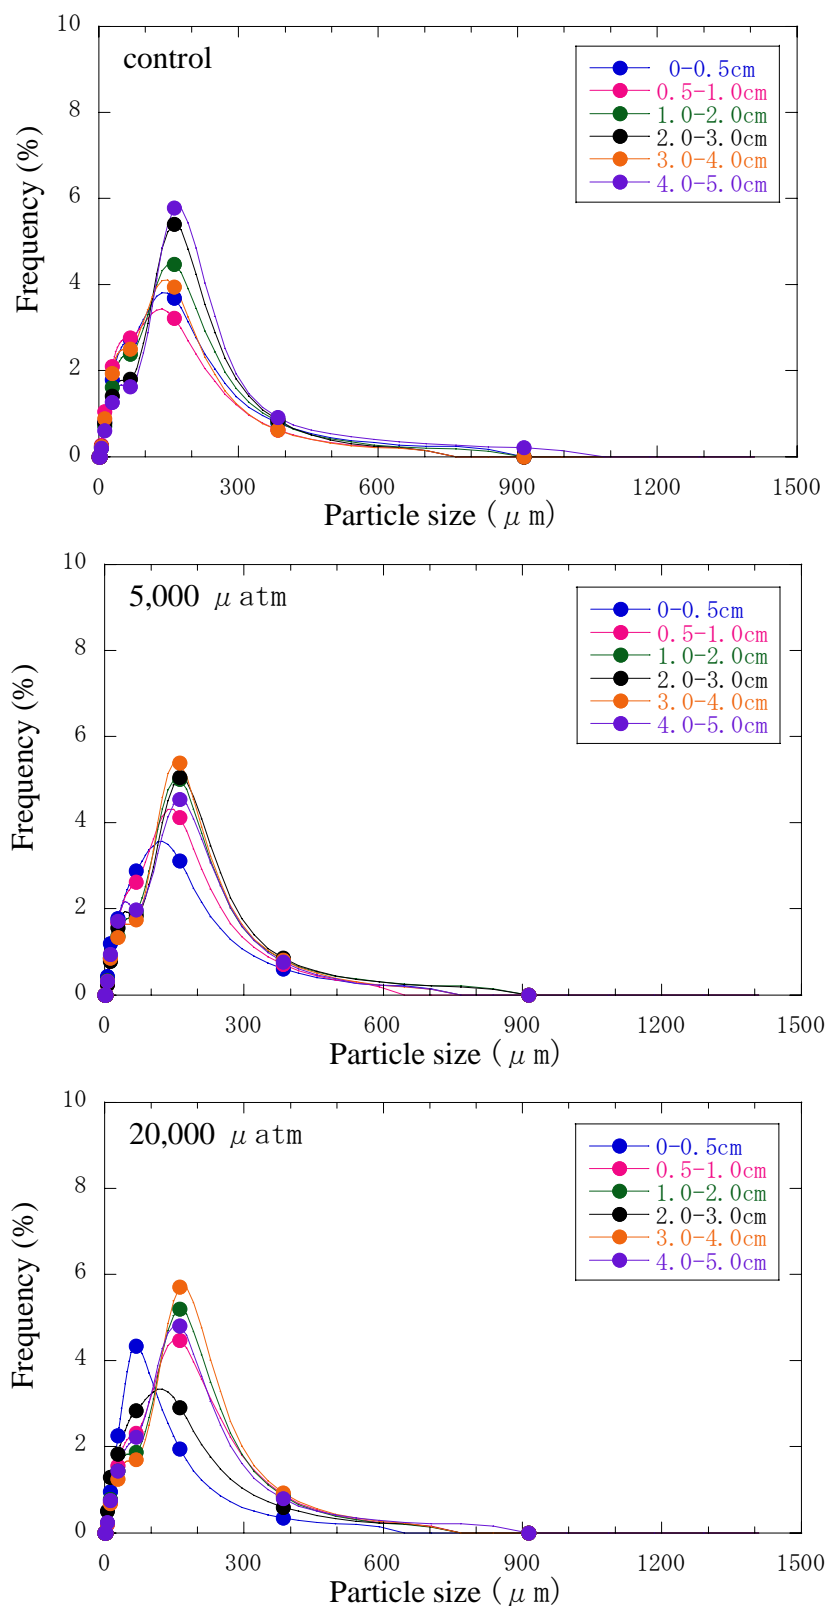 control
10
8
6
4
2
0
Frequency (%)
0-0.5cm
0.5-1.0cm
1.0-2.0cm
2.0-3.0cm
3.0-4.0cm
4.0-5.0cm
0 300 600 900 1200 1500
Particle size (μm)
5,000 μatm
10
8
6
4
2
0
Frequency (%)
0-0.5cm
0.5-1.0cm
1.0-2.0cm
2.0-3.0cm
3.0-4.0cm
4.0-5.0cm
0 300 600 900 1200 1500
Particle size (μm)
20,000 μatm
10
8
6
4
2
0
Frequency (%)
0-0.5cm
0.5-1.0cm
1.0-2.0cm
2.0-3.0cm
3.0-4.0cm
4.0-5.0cm
0 300 600 900 1200 1500
Particle size (μm)